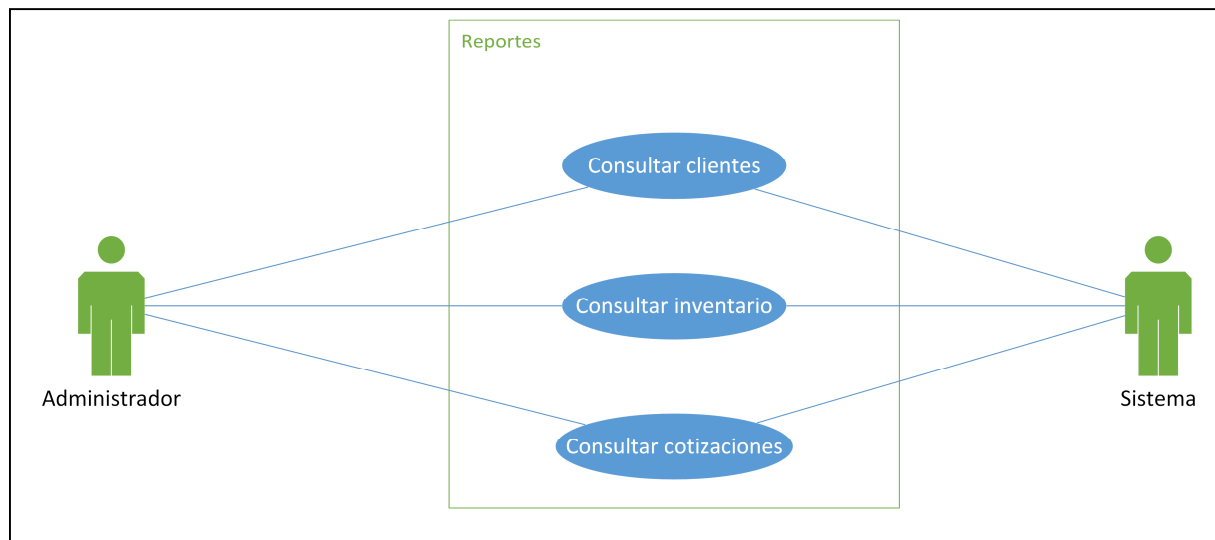 Reportes
Consultar clientes
Consultar inventario
Consultar cotizaciones
Administrador
Sistema